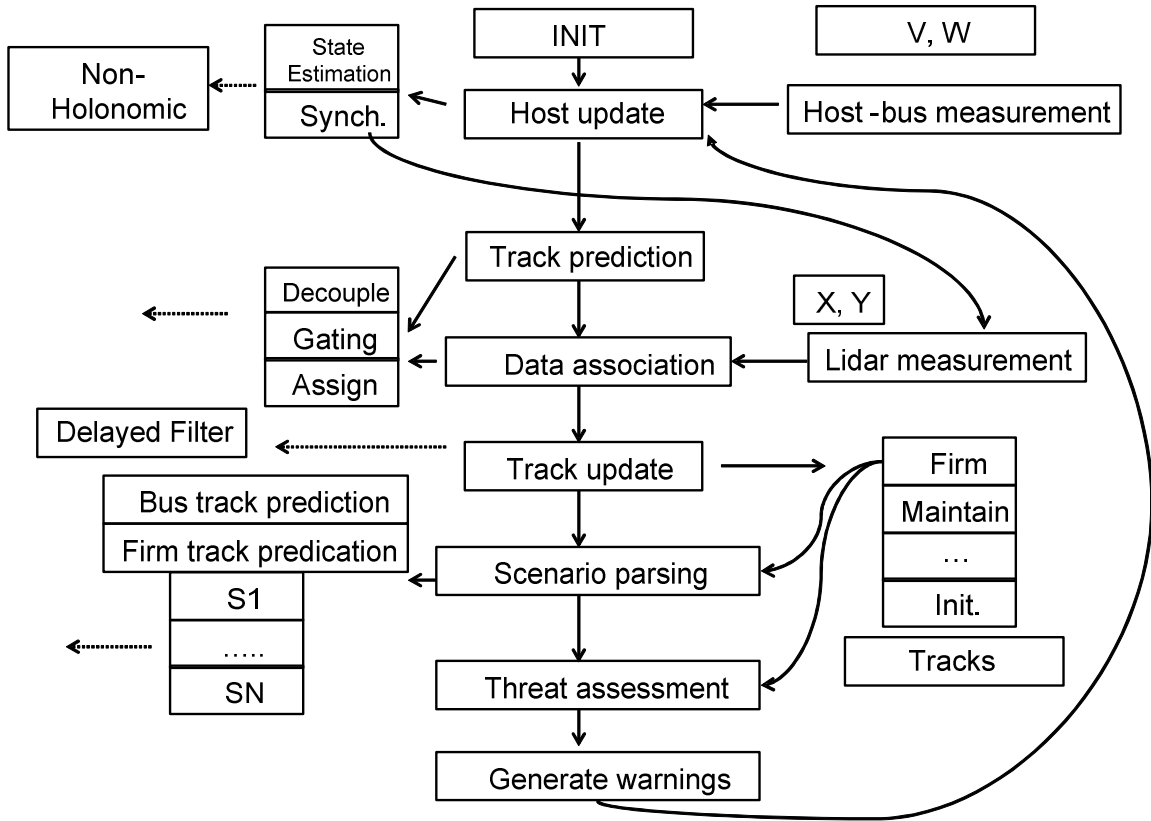 INIT
V, W
State
Estimation
Non-
Holonomic
Synch.
Host update
Host -bus measurement
Track prediction
Decouple
X, Y
Gating
Data association
Lidar measurement
Assign
Delayed Filter
Track update
Firm
Bus track prediction
Maintain
Firm track predication
Scenario parsing
...
S1
Init.
.....
Tracks
SN
Threat assessment
Generate warnings